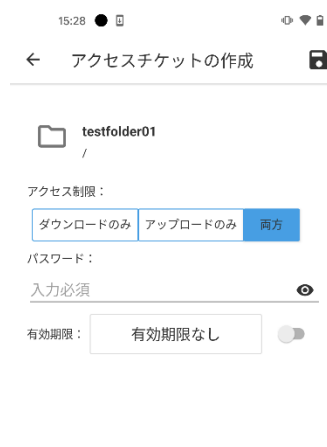 15:28
アクセスチケットの作成
testfolder01
/
アクセス制限：
ダウンロードのみ アップロードのみ 両方
パスワード：
入力必須
有効期限： 有効期限なし